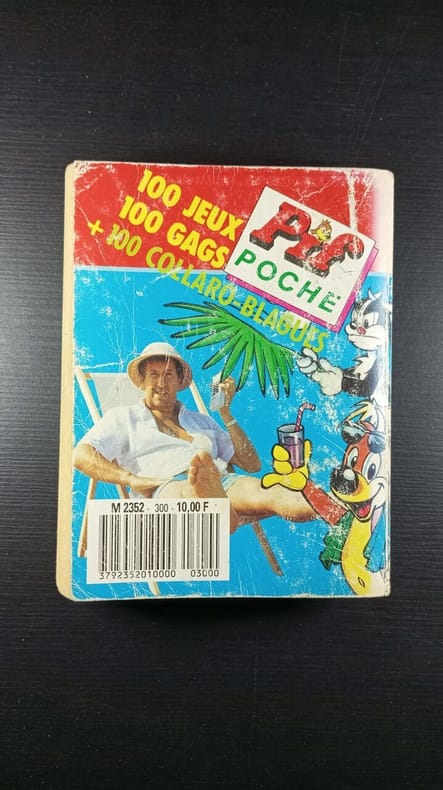 100 JEUX
100 GAGS
+ 100 COLLARO-BLAGUES
Pif
POCHE
M 2352 - 300 - 10,00 F
3792352010000 03000